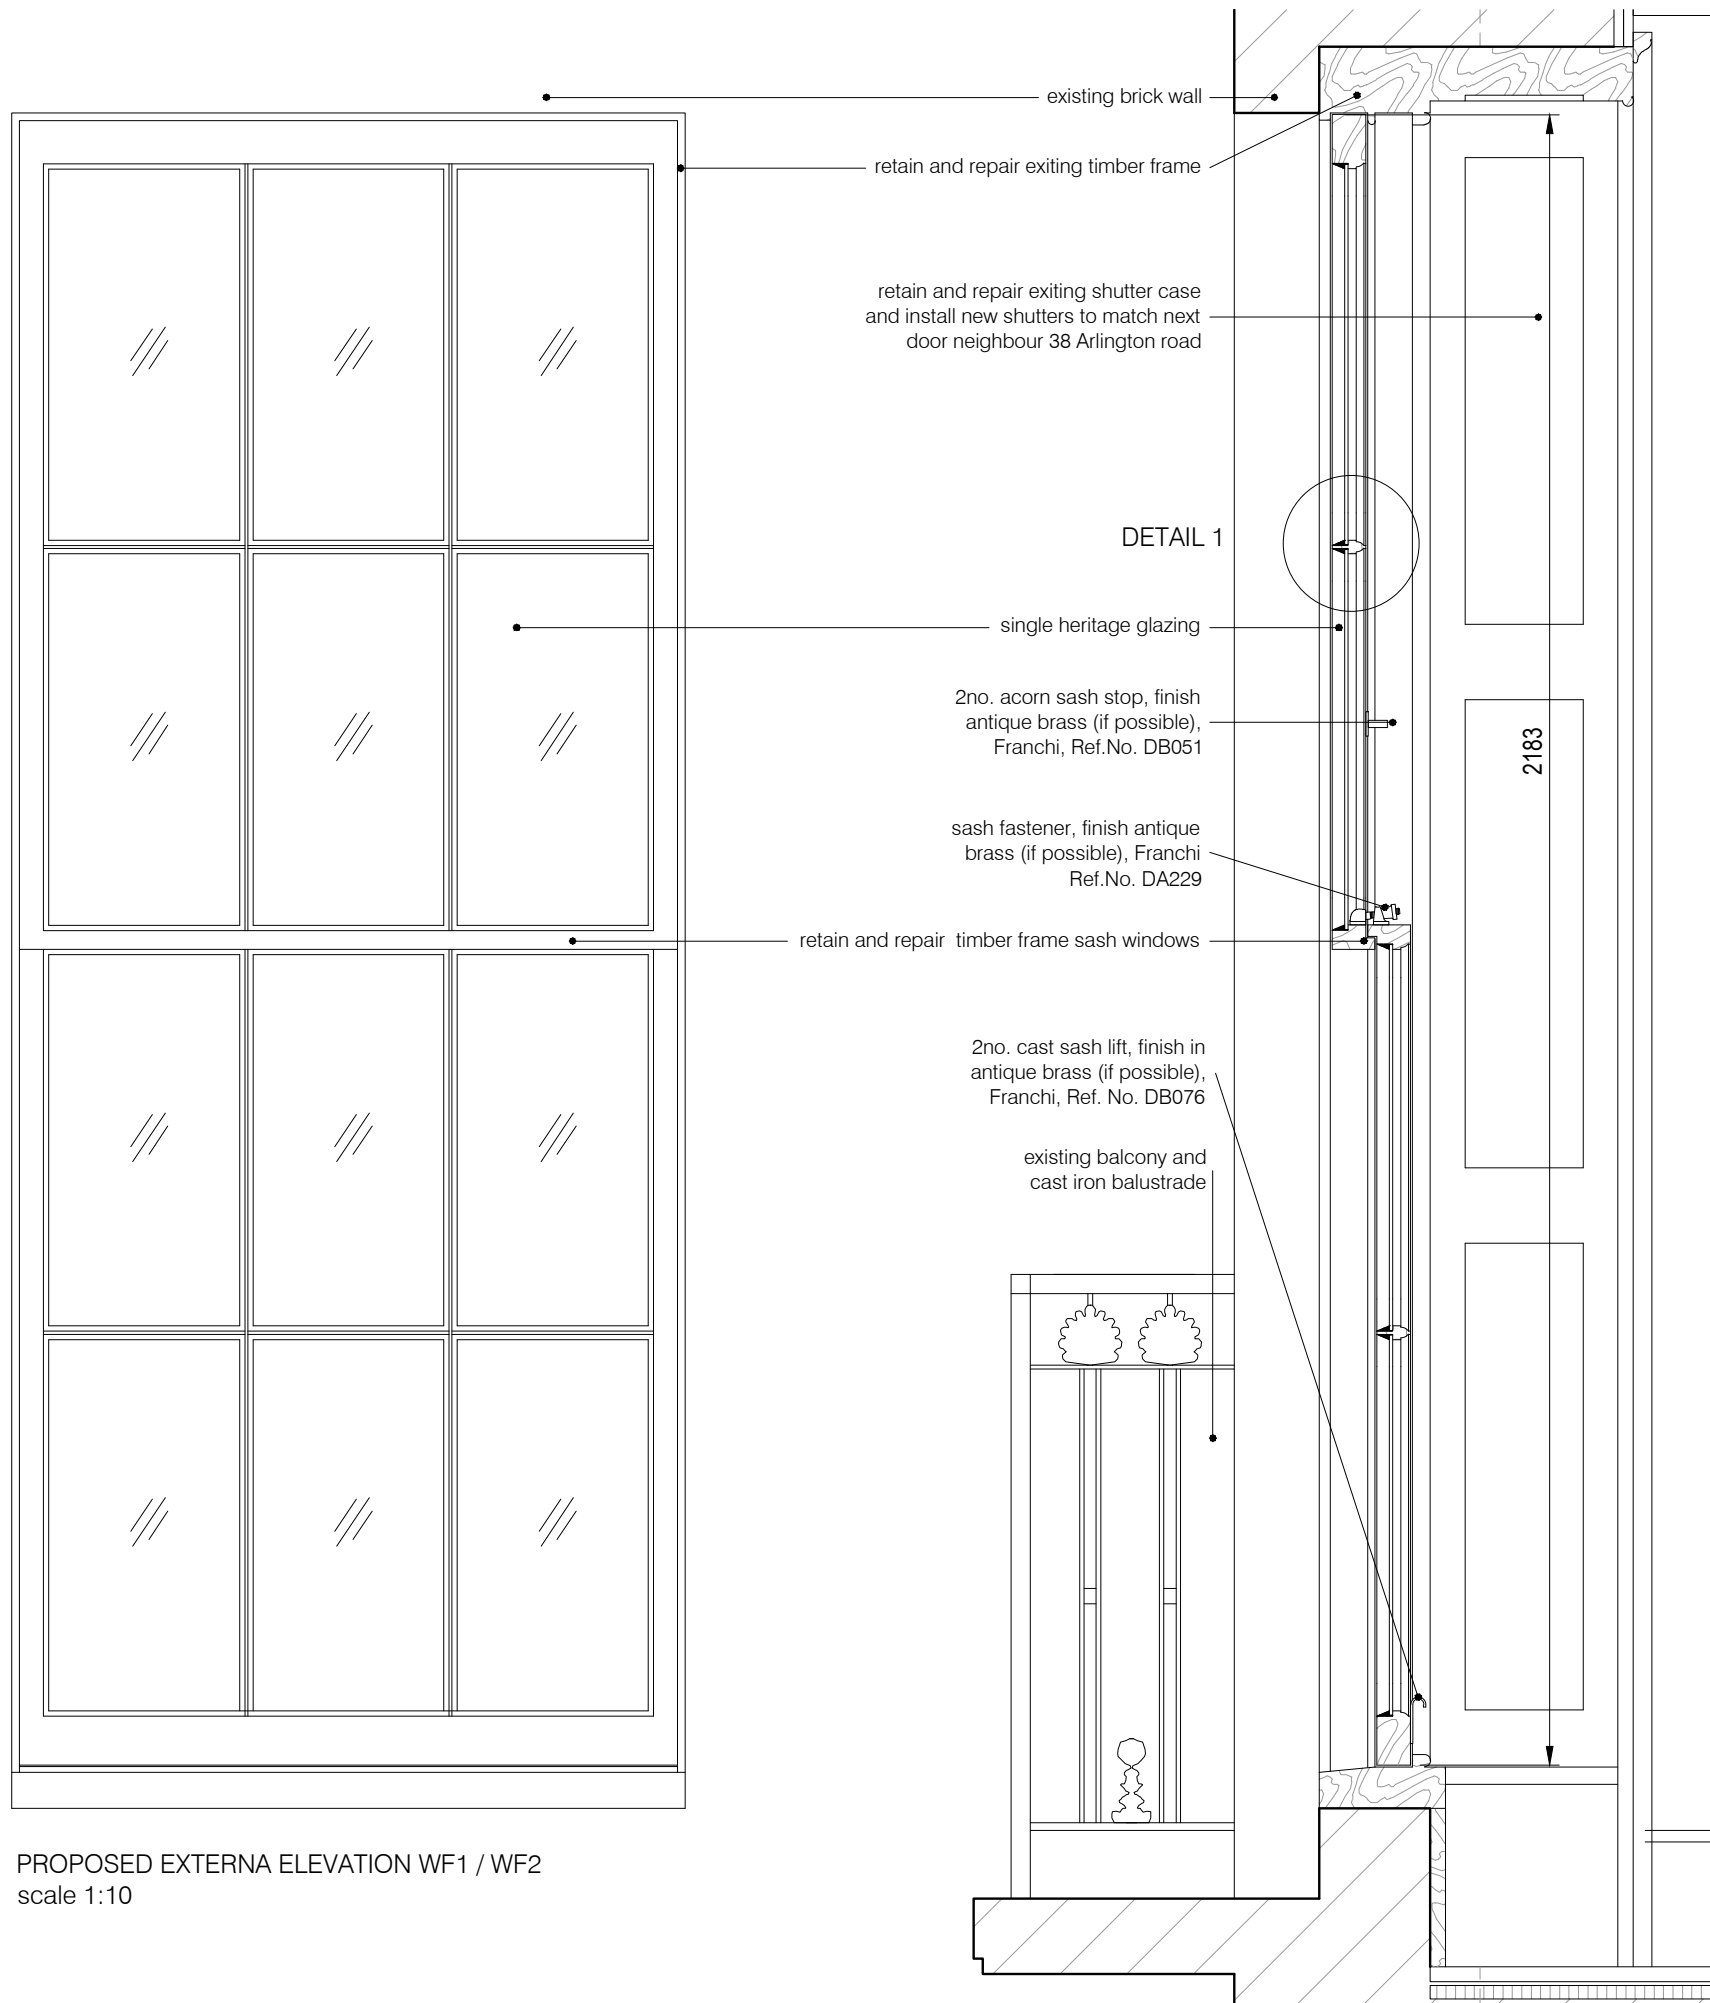 existing brick wall
retain and repair exiting timber frame
retain and repair exiting shutter case
and install new shutters to match next
door neighbour 38 Arlington road
DETAIL 1
single heritage glazing
2no. acorn sash stop, finish
antique brass (if possible),
Franchi, Ref.No. DB051
2183
sash fastener, finish antique
brass (if possible), Franchi
Ref.No. DA229
retain and repair  timber frame sash windows
2no. cast sash lift, finish in
antique brass (if possible),
Franchi, Ref. No. DB076
existing balcony and
cast iron balustrade
PROPOSED EXTERNA ELEVATION WF1 / WF2
scale 1:10